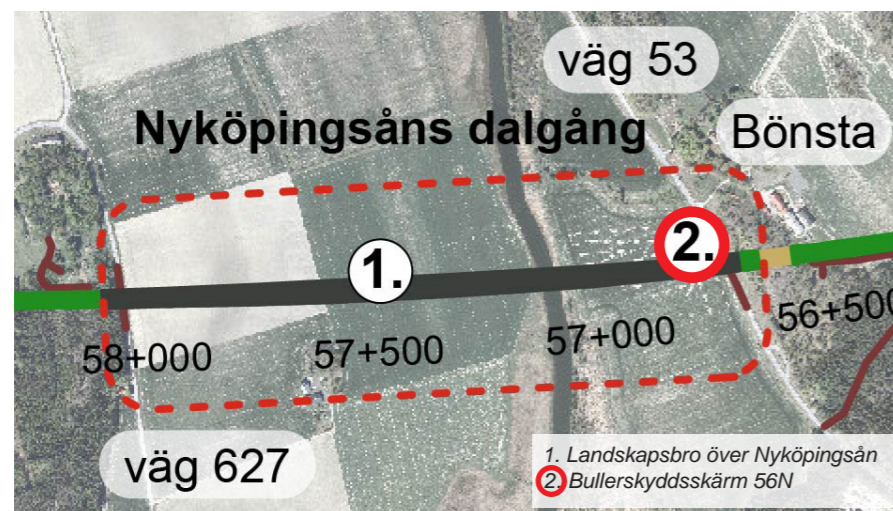 väg 53
Nyköpingsåns dalgång
Bönsta
1.
2.
58+000
57+500
57+000
56+500
väg 627
1. Landskapsbro över Nyköpingsån
2. Bullerskyddsskärm 56N